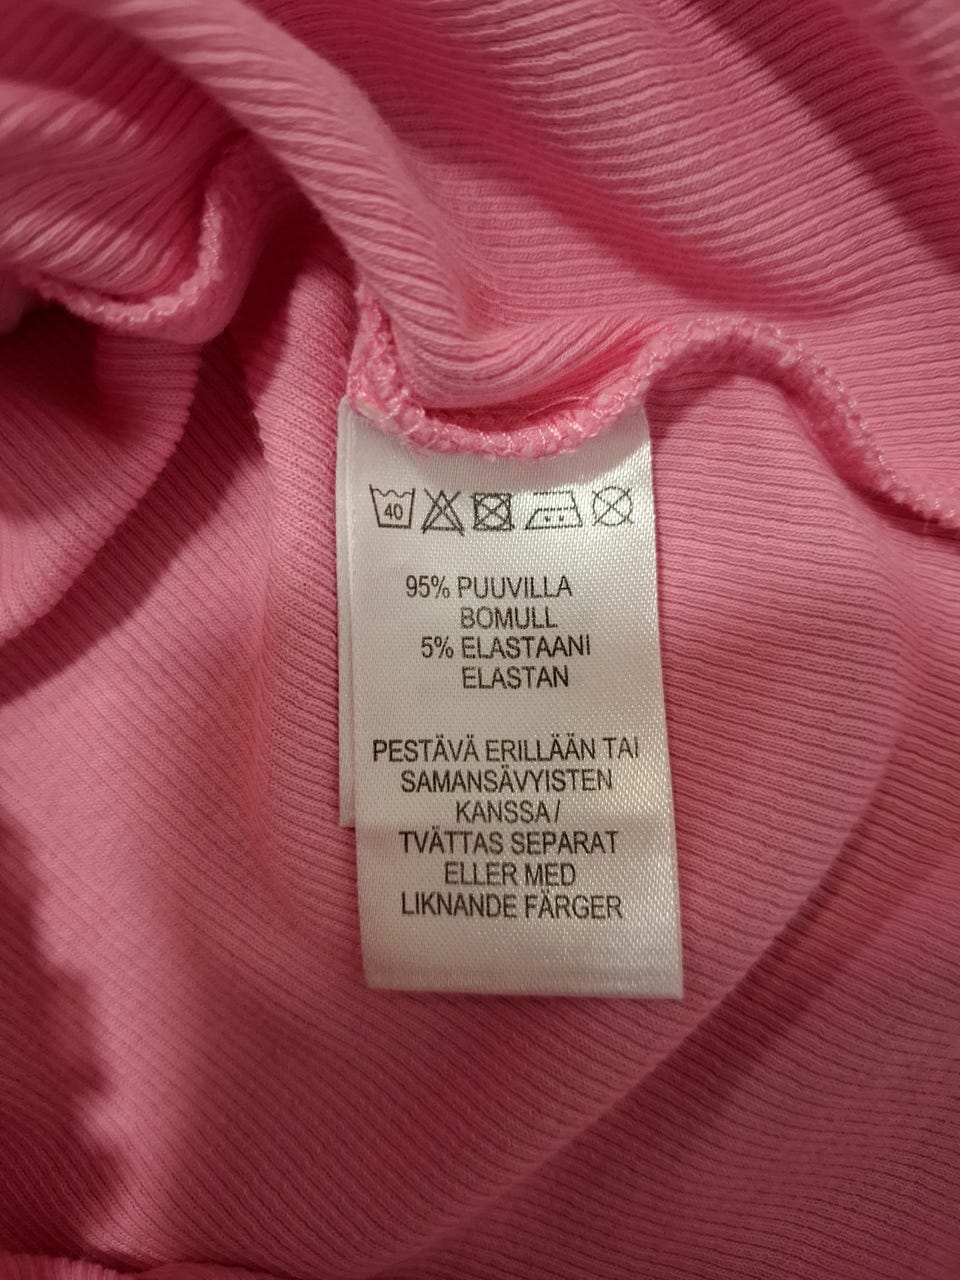 40
95% PUUVILLA
BOMULL
5% ELASTAANI
ELASTAN
PESTÄVÄ ERILLÄÄN TAI
SAMANSÄVYISTEN
KANSSA/
TVÄTTAS SEPARAT
ELLER MED
LIKNANDE FÄRGER